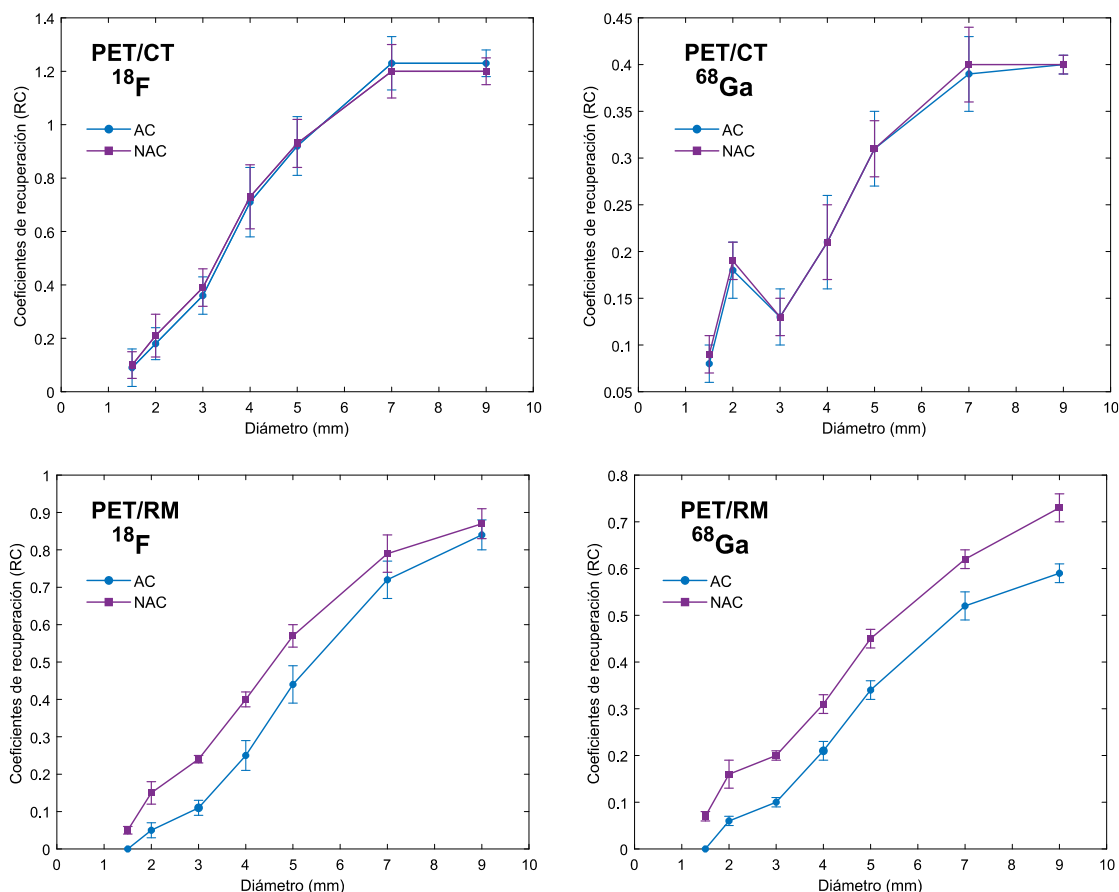 PET/CT
18F
AC
NAC
Coeficientes de recuperación (RC)
1.4
1.2
1
0.8
0.6
0.4
0.2
0
0 1 2 3 4 5 6 7 8 9 10
Diámetro (mm)
PET/CT
68Ga
AC
NAC
Coeficientes de recuperación (RC)
0.45
0.4
0.35
0.3
0.25
0.2
0.15
0.1
0.05
0 1 2 3 4 5 6 7 8 9 10
Diámetro (mm)
PET/RM
18F
AC
NAC
Coeficientes de recuperación (RC)
1
0.9
0.8
0.7
0.6
0.5
0.4
0.3
0.2
0.1
0
0 1 2 3 4 5 6 7 8 9 10
Diámetro (mm)
PET/RM
68Ga
AC
NAC
Coeficientes de recuperación (RC)
0.8
0.7
0.6
0.5
0.4
0.3
0.2
0.1
0
0 1 2 3 4 5 6 7 8 9 10
Diámetro (mm)